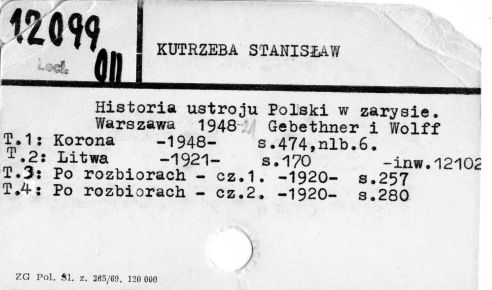 12099
Locl.
OII
KUTRZEBA STANISŁAW
Historia ustroju Polski w zarysie.
Warszawa 1948-21 Gebethner i Wolff
T.1: Korona -1948- s.474,nlb.6.
T.2: Litwa -1921- s.170 -inw.12102
T.3: Po rozbiorach - cz.1. -1920- s.257
T.4: Po rozbiorach - cz.2. -1920- s.280
ZG Pol. Sl. z. 265/69. 120 000